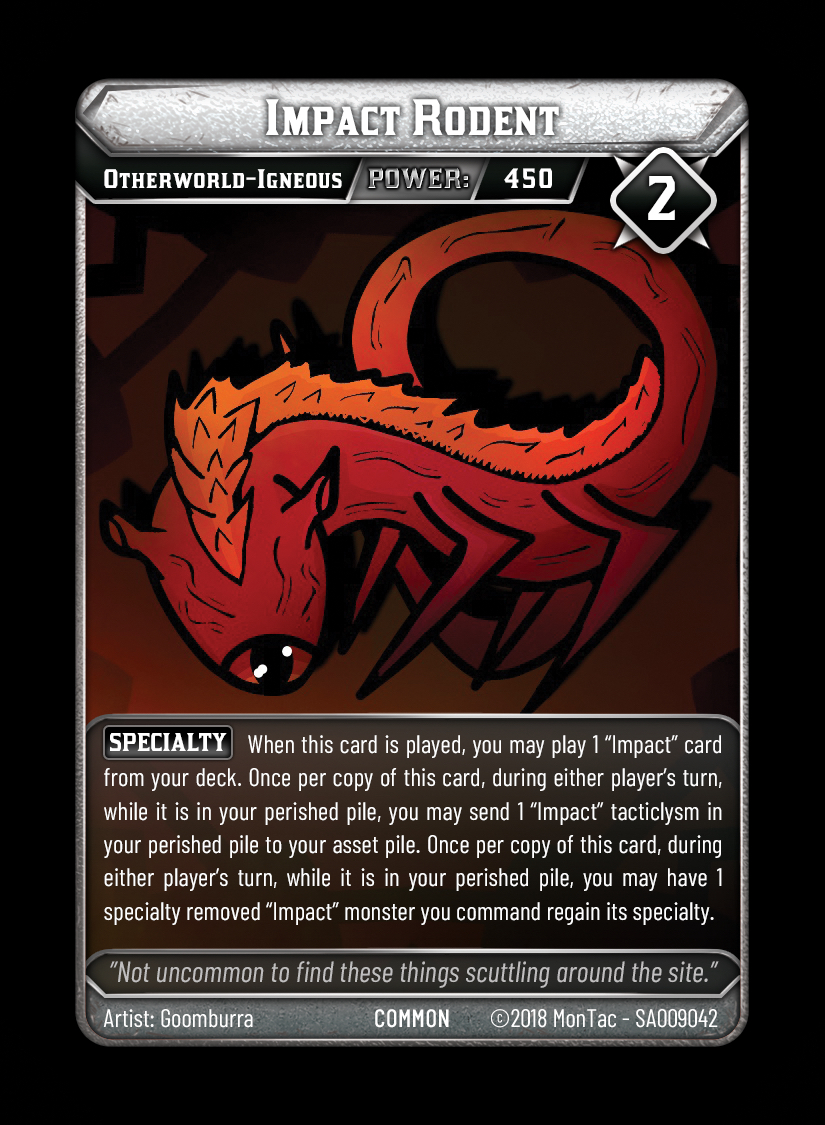 Impact Rodent
Otherworld-Igneous POWER: 450
2
SPECIALTY When this card is played, you may play 1 “Impact” card
from your deck. Once per copy of this card, during either player’s turn,
while it is in your perished pile, you may send 1 “Impact” tacticlysm in
your perished pile to your asset pile. Once per copy of this card, during
either player’s turn, while it is in your perished pile, you may have 1
specialty removed “Impact” monster you command regain its specialty.
“Not uncommon to find these things scuttling around the site.”
Artist: Goomburra COMMON ©2018 MonTac - SA009042